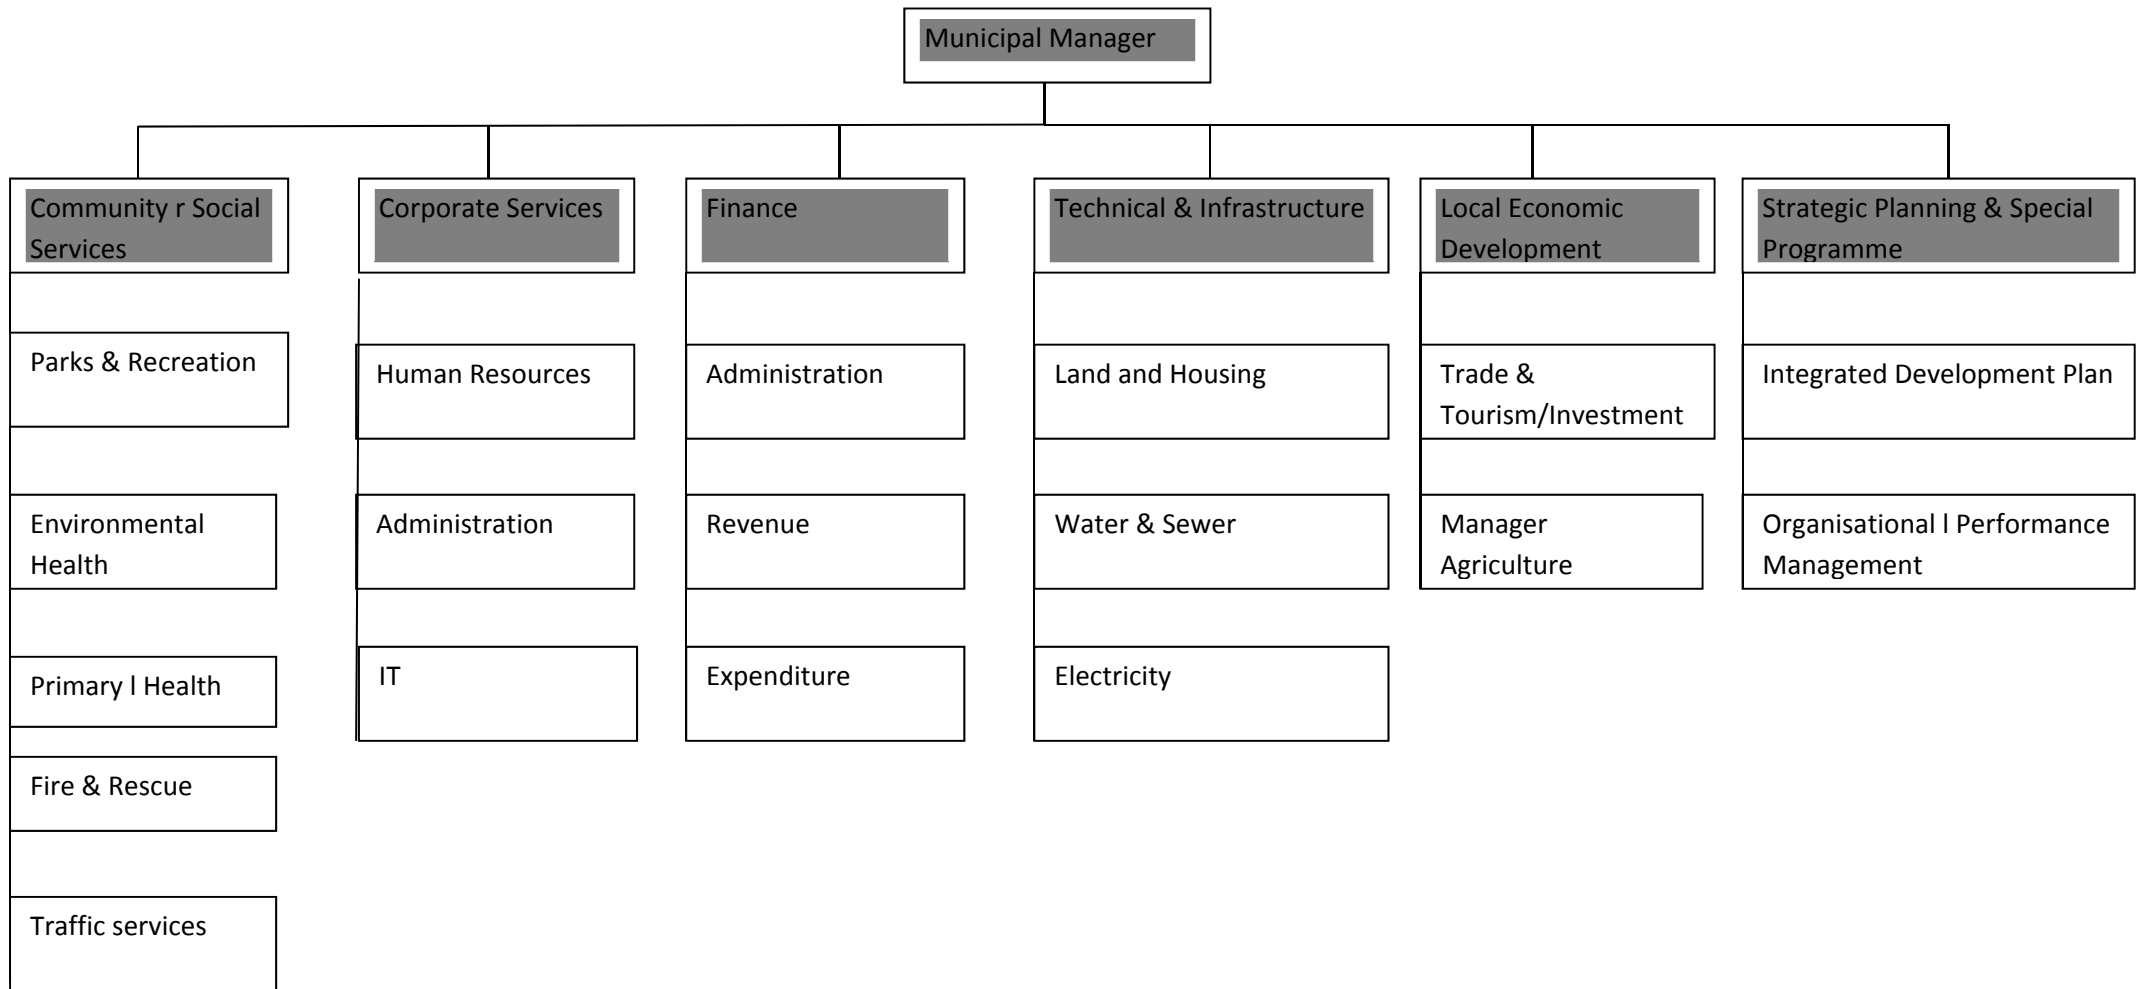 Municipal Manager
Community r Social
Services
Corporate Services
Finance
Technical & Infrastructure
Local Economic
Development
Strategic Planning & Special
Programme
Parks & Recreation
Human Resources
Administration
Land and Housing
Trade &
Tourism/Investment
Integrated Development Plan
Environmental
Health
Administration
Revenue
Water & Sewer
Manager
Agriculture
Organisational l Performance
Management
Primary l Health
IT
Expenditure
Electricity
Fire & Rescue
Traffic services